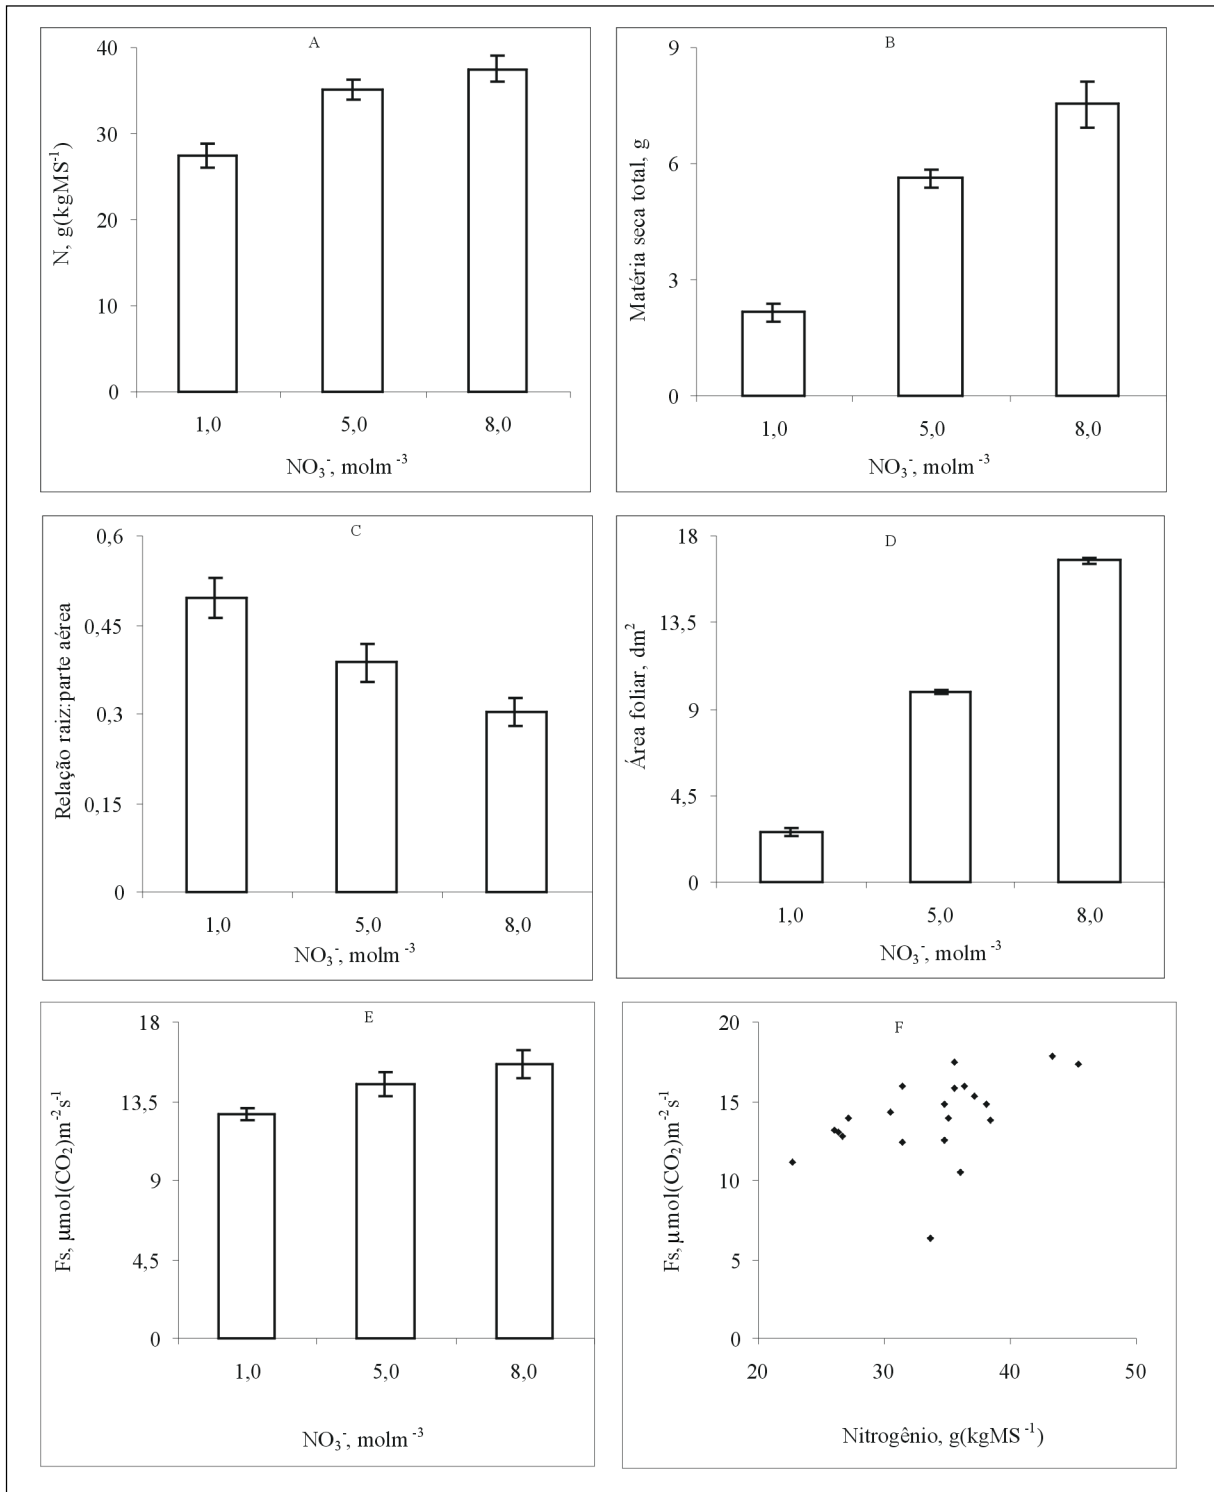 A
40
30
20
10
0
N, g(kgMS⁻¹)
1,0 5,0 8,0
NO₃⁻, molm⁻³
B
9
6
3
0
Matéria seca total, g
1,0 5,0 8,0
NO₃⁻, molm⁻³
C
0,6
0,45
0,3
0,15
0
Relação raiz:parte aérea
1,0 5,0 8,0
NO₃⁻, molm⁻³
D
18
13,5
9
4,5
0
Área foliar, dm²
1,0 5,0 8,0
NO₃⁻, molm⁻³
E
18
13,5
9
4,5
0
Fs, µmol(CO₂)m⁻²s⁻¹
1,0 5,0 8,0
NO₃⁻, molm⁻³
F
20
15
10
5
0
Fs, µmol(CO₂)m⁻²s⁻¹
20 30 40 50
Nitrogênio, g(kgMS⁻¹)